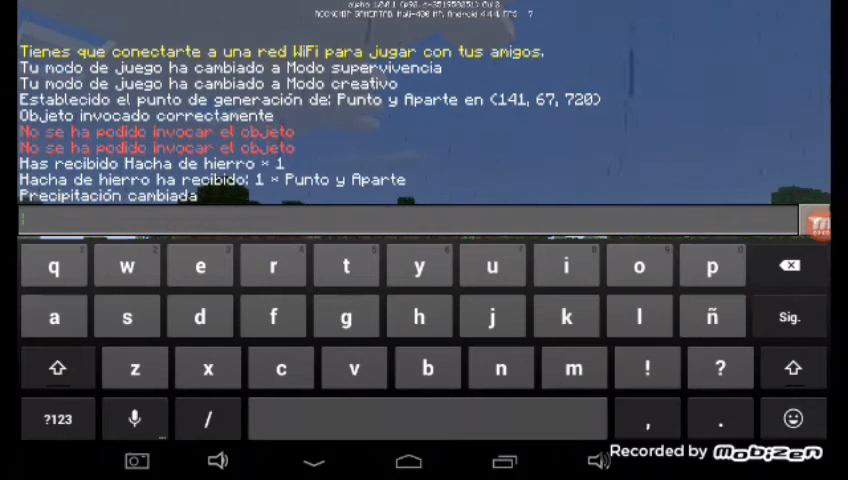 Tienes que conectarte a una red WiFi para jugar con tus amigos.
Tu modo de juego ha cambiado a Modo supervivencia
Tu modo de juego ha cambiado a Modo creativo
Establecido el punto de generación de: Punto y Aparte en (141, 67, 720)
Objeto invocado correctamente
No se ha podido invocar el objeto
No se ha podido invocar el objeto
Has recibido Hacha de hierro * 1
Hacha de hierro ha recibido: 1 * Punto y Aparte
Precipitación cambiada
q w e r t y u i o p
a s d f g h j k l ñ Sig.
z x c v b n m ! ?
?123 / , .
Recorded by Mobizen